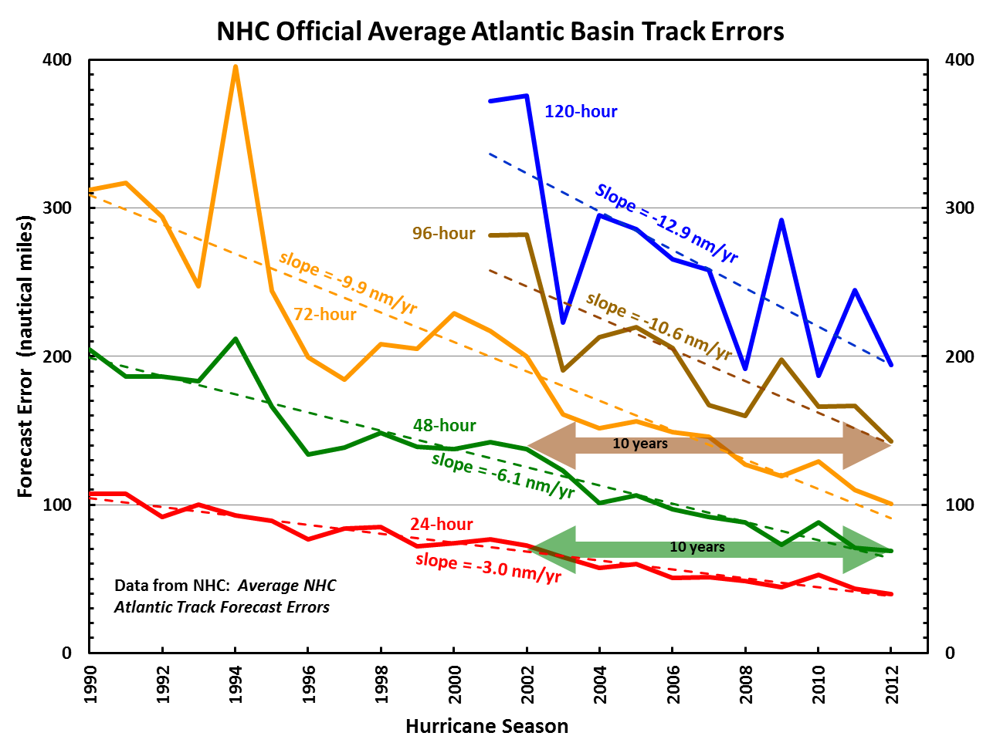 NHC Official Average Atlantic Basin Track Errors
Forecast Error (nautical miles)
400
300
200
100
0
400
300
200
100
0
120-hour
Slope = -12.9 nm/yr
96-hour
slope = -10.6 nm/yr
slope = -9.9 nm/yr
72-hour
48-hour
slope = -6.1 nm/yr
10 years
24-hour
slope = -3.0 nm/yr
10 years
Data from NHC: Average NHC
Atlantic Track Forecast Errors
1990
1992
1994
1996
1998
2000
2002
2004
2006
2008
2010
2012
Hurricane Season